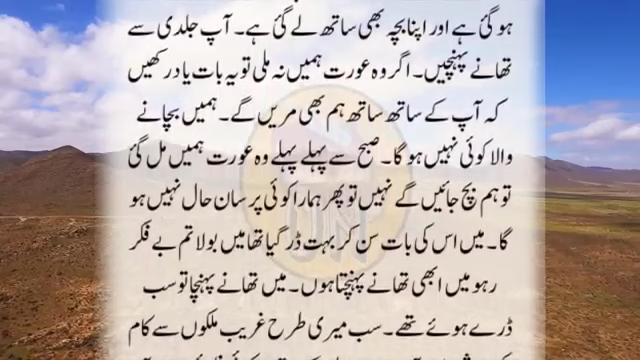 ہو گئی ہے اور اپنا بچہ بھی ساتھ لے گئی ہے۔ آپ جلدی سے
تھانے پہنچیں۔ اگر وہ عورت ہمیں نہ ملی تو یہ بات یاد رکھیں
کہ آپ کے ساتھ ساتھ ہم بھی مریں گے۔ ہمیں بچانے
والا کوئی نہیں ہو گا۔ صبح سے پہلے پہلے وہ عورت ہمیں مل گئی
تو ہم بچ جائیں گے نہیں تو پھر ہمارا کوئی پرسان حال نہیں ہو
گا۔ میں اس کی بات سن کر بہت ڈر گیا تھا میں بولا تم بے فکر
رہو میں ابھی تھانے پہنچتا ہوں۔ میں تھانے پہنچا تو سب
ڈرے ہوئے تھے۔ سب میری طرح غریب ملکوں سے کام